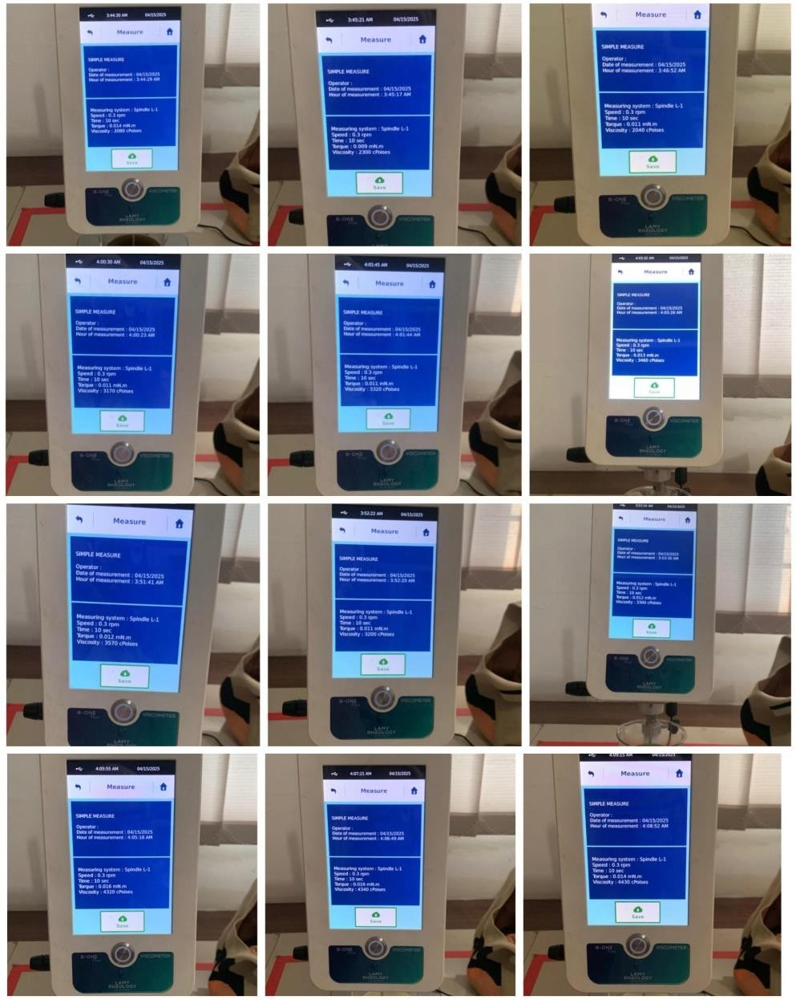 3:44:30 AM 04/15/2025
Measure
SIMPLE MEASURE
Operator :
Date of measurement : 04/15/2025
Hour of measurement : 3:44:29 AM
Measuring system : Spindle L-1
Speed : 0.3 rpm
Time : 10 sec
Torque : 0.014 mN.m
Viscosity : 2080 cPoises
Save
B-ONE VISCOMETER
LAMY
RHEOLOGY
3:45:21 AM 04/15/2025
Measure
SIMPLE MEASURE
Operator :
Date of measurement : 04/15/2025
Hour of measurement : 3:45:17 AM
Measuring system : Spindle L-1
Speed : 0.3 rpm
Time : 10 sec
Torque : 0.009 mN.m
Viscosity : 2300 cPoises
Save
B-ONE VISCOMETER
LAMY
Measure
SIMPLE MEASURE
Operator :
Date of measurement : 04/15/2025
Hour of measurement : 3:46:52 AM
Measuring system : Spindle L-1
Speed : 0.3 rpm
Time : 10 sec
Torque : 0.011 mN.m
Viscosity : 2040 cPoises
Save
B-ONE VISCOMETER
LAMY
RHEOLOGY
4:00:30 AM 04/15/2025
Measure
SIMPLE MEASURE
Operator :
Date of measurement : 04/15/2025
Hour of measurement : 4:00:23 AM
Measuring system : Spindle L-1
Speed : 0.3 rpm
Time : 10 sec
Torque : 0.011 mN.m
Viscosity : 3170 cPoises
Save
B-ONE VISCOMETER
LAMY
RHEOLOGY
4:01:45 AM 04/15/2025
Measure
SIMPLE MEASURE
Operator :
Date of measurement : 04/15/2025
Hour of measurement : 4:01:44 AM
Measuring system : Spindle L-1
Speed : 0.3 rpm
Time : 10 sec
Torque : 0.011 mN.m
Viscosity : 3320 cPoises
Save
B-ONE VISCOMETER
LAMY
RHEOLOGY
4:03:32 AM 04/15/2025
Measure
SIMPLE MEASURE
Operator :
Date of measurement : 04/15/2025
Hour of measurement : 4:03:26 AM
Measuring system : Spindle L-1
Speed : 0.3 rpm
Time : 10 sec
Torque : 0.013 mN.m
Viscosity : 3460 cPoises
Save
B-ONE VISCOMETER
LAMY
RHEOLOGY
Measure
SIMPLE MEASURE
Operator :
Date of measurement : 04/15/2025
Hour of measurement : 3:51:41 AM
Measuring system : Spindle L-1
Speed : 0.3 rpm
Time : 10 sec
Torque : 0.012 mN.m
Viscosity : 3570 cPoises
Save
B-ONE VISCOMETER
LAMY
RHEOLOGY
3:52:22 AM 04/15/2025
Measure
SIMPLE MEASURE
Operator :
Date of measurement : 04/15/2025
Hour of measurement : 3:52:20 AM
Measuring system : Spindle L-1
Speed : 0.3 rpm
Time : 10 sec
Torque : 0.011 mN.m
Viscosity : 3200 cPoises
Save
B-ONE VISCOMETER
LAMY
RHEOLOGY
04/15/2025
Measure
SIMPLE MEASURE
Operator :
Date of measurement : 04/15/2025
Hour of measurement : 3:53:30 AM
Measuring system : Spindle L-1
Speed : 0.3 rpm
Time : 10 sec
Torque : 0.012 mN.m
Viscosity : 3300 cPoises
Save
B-ONE VISCOMETER
LAMY
RHEOLOGY
4:05:55 AM 04/15/2025
Measure
SIMPLE MEASURE
Operator :
Date of measurement : 04/15/2025
Hour of measurement : 4:05:18 AM
Measuring system : Spindle L-1
Speed : 0.3 rpm
Time : 10 sec
Torque : 0.016 mN.m
Viscosity : 4320 cPoises
Save
B-ONE VISCOMETER
LAMY
RHEOLOGY
4:07:21 AM 04/15/2025
Measure
SIMPLE MEASURE
Operator :
Date of measurement : 04/15/2025
Hour of measurement : 4:06:49 AM
Measuring system : Spindle L-1
Speed : 0.3 rpm
Time : 10 sec
Torque : 0.016 mN.m
Viscosity : 4340 cPoises
Save
B-ONE VISCOMETER
LAMY
RHEOLOGY
4:09:15 AM 04/15/2025
Measure
SIMPLE MEASURE
Operator :
Date of measurement : 04/15/2025
Hour of measurement : 4:08:52 AM
Measuring system : Spindle L-1
Speed : 0.3 rpm
Time : 10 sec
Torque : 0.014 mN.m
Viscosity : 4430 cPoises
Save
B-ONE VISCOMETER
LAMY
RHEOLOGY